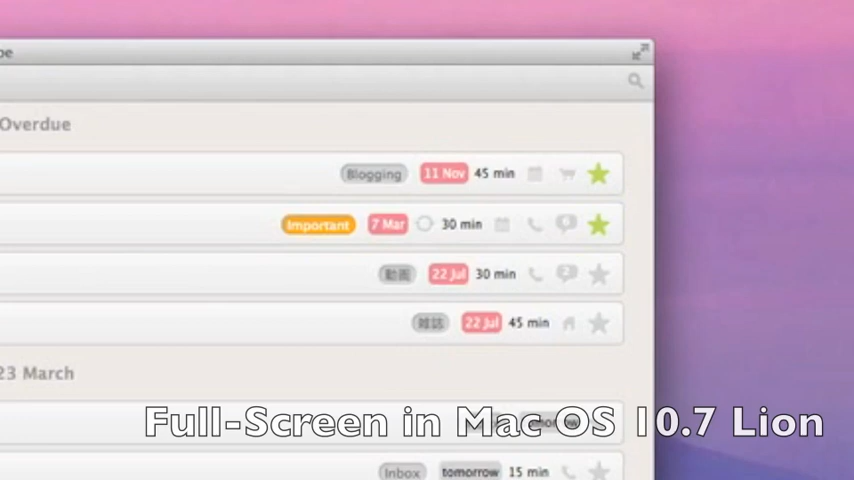 Overdue
Blogging 11 Nov 45 min
Important 7 Mar 30 min
動画 22 Jul 30 min
雑誌 22 Jul 45 min
23 March
tomorrow
Full-Screen in Mac OS 10.7 Lion
Inbox tomorrow 15 min